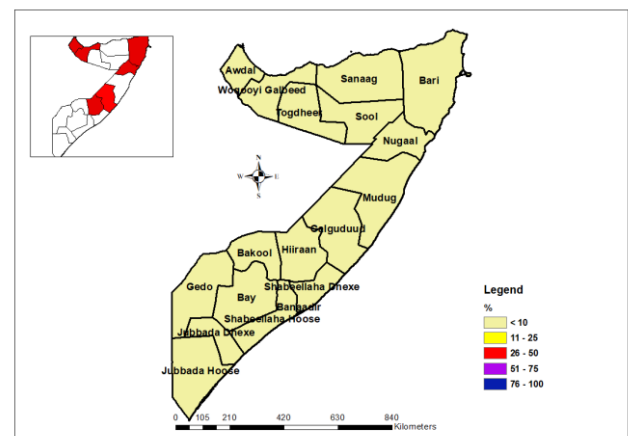 Awdal
Sanaag
Bari
Woqooyi Galbeed
Togdheer
Sool
Nugaal
N
W
E
S
Mudug
Galguduud
Bakool
Hiiraan
Gedo
Shabeellaha Dhexe
Bay
Banaadir
Shabeellaha Hoose
Jubbada Dhexe
Jubbada Hoose
Legend
%
< 10
11 - 25
26 - 50
51 - 75
76 - 100
0 105 210 420 630 840
Kilometers